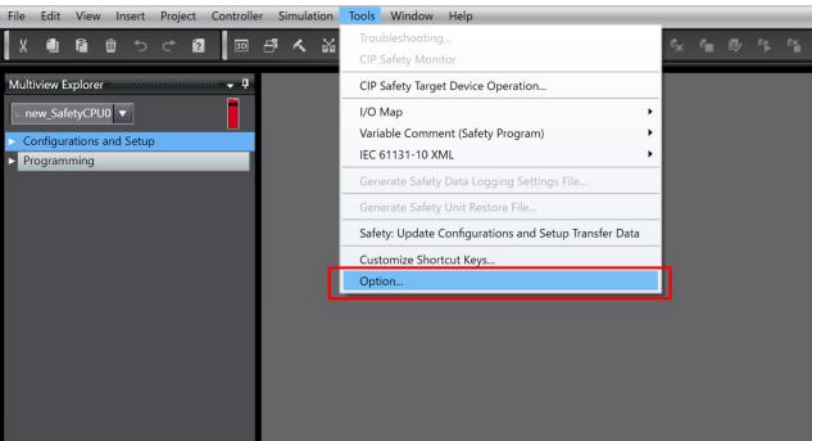 File Edit View Insert Project Controller Simulation Tools Window Help
3D
Multiview Explorer
new_SafetyCPU0
Configurations and Setup
Programming
Troubleshooting...
CIP Safety Monitor
CIP Safety Target Device Operation...
I/O Map
Variable Comment (Safety Program)
IEC 61131-10 XML
Generate Safety Data Logging Settings File...
Generate Safety Unit Restore File...
Safety: Update Configurations and Setup Transfer Data
Customize Shortcut Keys...
Option...